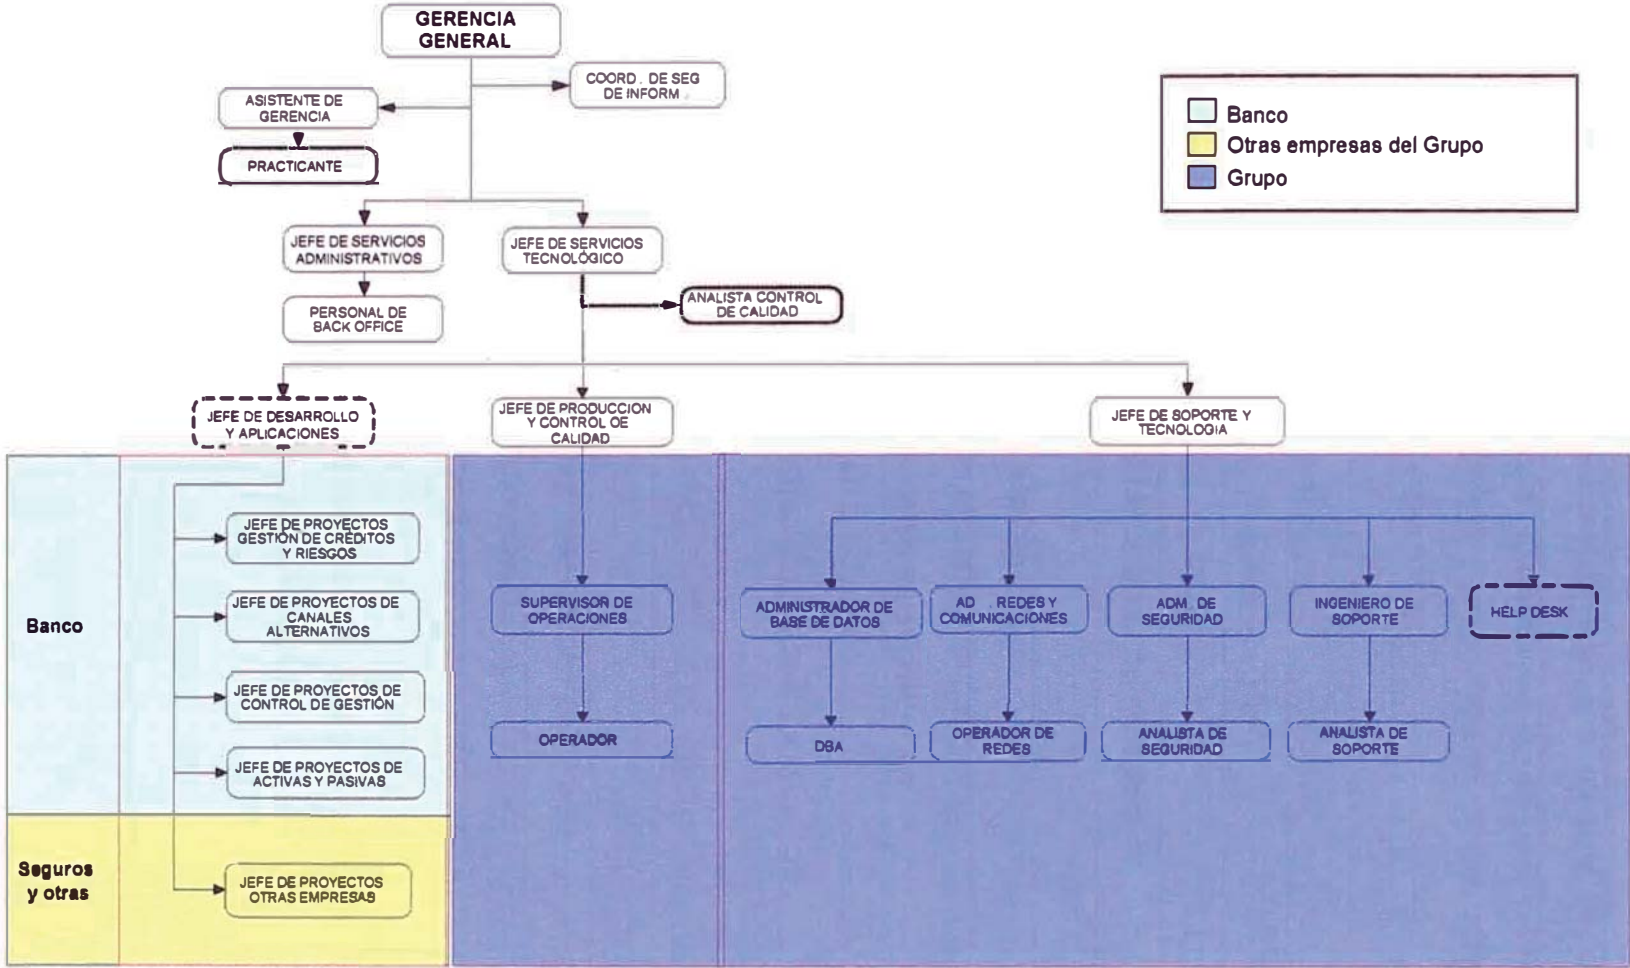 GERENCIA
GENERAL
COORD. DE SEG
DE INFORM.
ASISTENTE DE
GERENCIA
PRACTICANTE
Banco
Otras empresas del Grupo
Grupo
JEFE DE SERVICIOS
ADMINISTRATIVOS
JEFE DE SERVICIOS
TECNOLÓGICO
PERSONAL DE
BACK OFFICE
ANALISTA CONTROL
DE CALIDAD
JEFE DE DESARROLLO
Y APLICACIONES
JEFE DE PRODUCCION
Y CONTROL DE
CALIDAD
JEFE DE SOPORTE Y
TECNOLOGIA
Banco
JEFE DE PROYECTOS
GESTIÓN DE CRÉDITOS
Y RIESGOS
JEFE DE PROYECTOS DE
CANALES
ALTERNATIVOS
JEFE DE PROYECTOS DE
CONTROL DE GESTIÓN
JEFE DE PROYECTOS DE
ACTIVAS Y PASIVAS
SUPERVISOR DE
OPERACIONES
OPERADOR
ADMINISTRADOR DE
BASE DE DATOS
AD . REDES Y
COMUNICACIONES
ADM. DE
SEGURIDAD
INGENIERO DE
SOPORTE
HELP DESK
DBA
OPERADOR DE
REDES
ANALISTA DE
SEGURIDAD
ANALISTA DE
SOPORTE
Seguros
y otras
JEFE DE PROYECTOS
OTRAS EMPRESAS